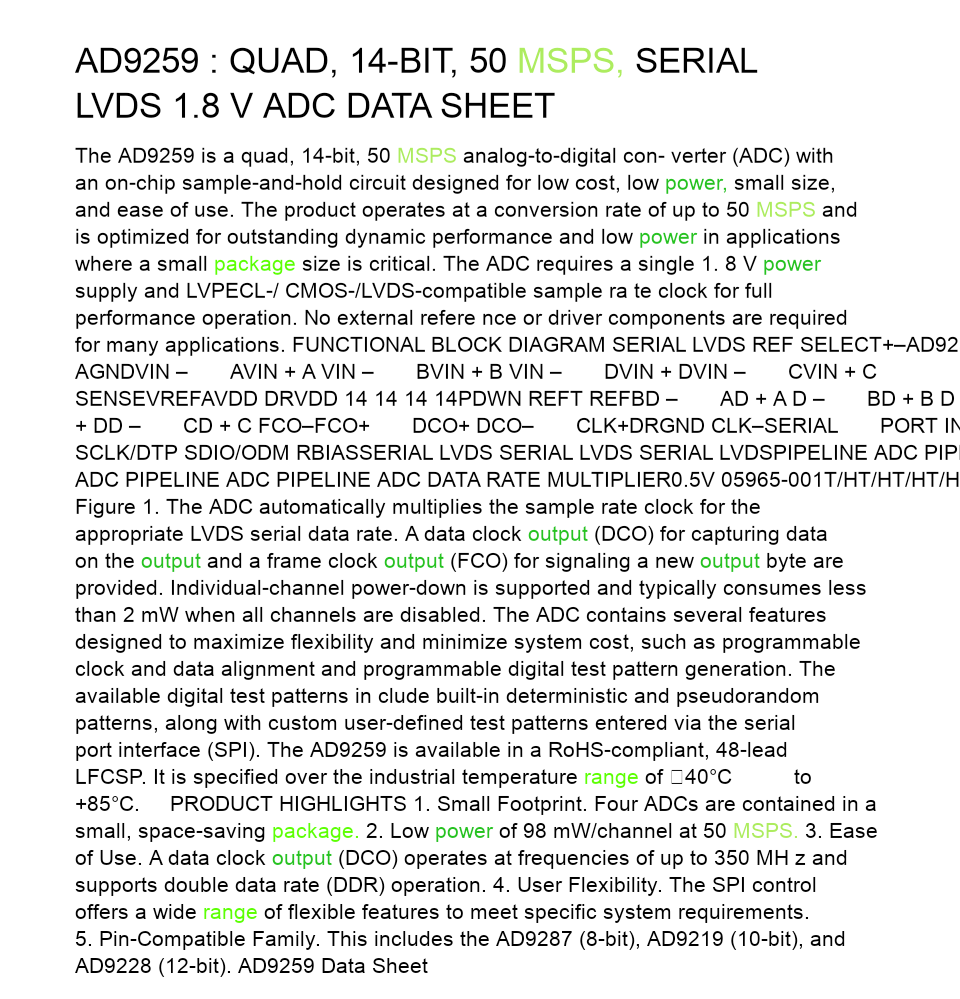 AD9259 : QUAD, 14-BIT, 50 MSPS, SERIAL
LVDS 1.8 V ADC DATA SHEET
The AD9259 is a quad, 14-bit, 50 MSPS analog-to-digital con- verter (ADC) with
an on-chip sample-and-hold circuit designed for low cost, low power, small size,
and ease of use. The product operates at a conversion rate of up to 50 MSPS and
is optimized for outstanding dynamic performance and low power in applications
where a small package size is critical. The ADC requires a single 1. 8 V power
supply and LVPECL-/ CMOS-/LVDS-compatible sample ra te clock for full
performance operation. No external refere nce or driver components are required
for many applications. FUNCTIONAL BLOCK DIAGRAM SERIAL LVDS REF SELECT+–AD92
AGNDVIN – AVIN + A VIN – BVIN + B VIN – DVIN + DVIN – CVIN + C
SENSEVREFAVDD DRVDD 14 14 14 14PDWN REFT REFBD – AD + A D – BD + B D
+ DD – CD + C FCO–FCO+ DCO+ DCO– CLK+DRGND CLK–SERIAL PORT IN
SCLK/DTP SDIO/ODM RBIASSERIAL LVDS SERIAL LVDS SERIAL LVDSPIPELINE ADC PIP
ADC PIPELINE ADC PIPELINE ADC DATA RATE MULTIPLIER0.5V 05965-001T/HT/HT/HT/H
Figure 1. The ADC automatically multiplies the sample rate clock for the
appropriate LVDS serial data rate. A data clock output (DCO) for capturing data
on the output and a frame clock output (FCO) for signaling a new output byte are
provided. Individual-channel power-down is supported and typically consumes less
than 2 mW when all channels are disabled. The ADC contains several features
designed to maximize flexibility and minimize system cost, such as programmable
clock and data alignment and programmable digital test pattern generation. The
available digital test patterns in clude built-in deterministic and pseudorandom
patterns, along with custom user-defined test patterns entered via the serial
port interface (SPI). The AD9259 is available in a RoHS-compliant, 48-lead
LFCSP. It is specified over the industrial temperature range of □40°C to
+85°C. PRODUCT HIGHLIGHTS 1. Small Footprint. Four ADCs are contained in a
small, space-saving package. 2. Low power of 98 mW/channel at 50 MSPS. 3. Ease
of Use. A data clock output (DCO) operates at frequencies of up to 350 MH z and
supports double data rate (DDR) operation. 4. User Flexibility. The SPI control
offers a wide range of flexible features to meet specific system requirements.
5. Pin-Compatible Family. This includes the AD9287 (8-bit), AD9219 (10-bit), and
AD9228 (12-bit). AD9259 Data Sheet